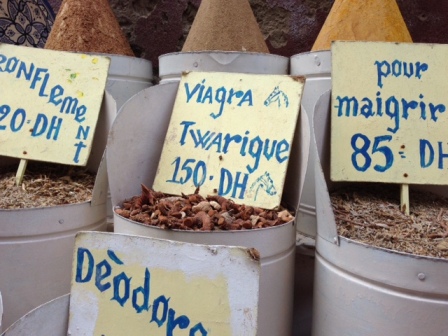 RONFLEMENT
20 DH
viagra
Twarigue
150 DH
pour
maigrir
85 DH
Dèodora